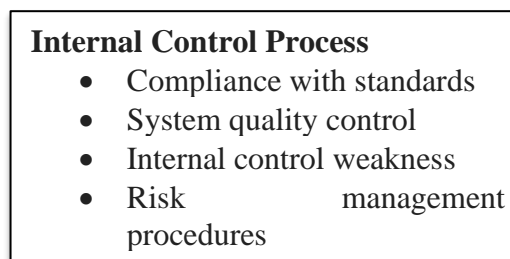 Internal Control Process
• Compliance with standards
• System quality control
• Internal control weakness
• Risk management
procedures